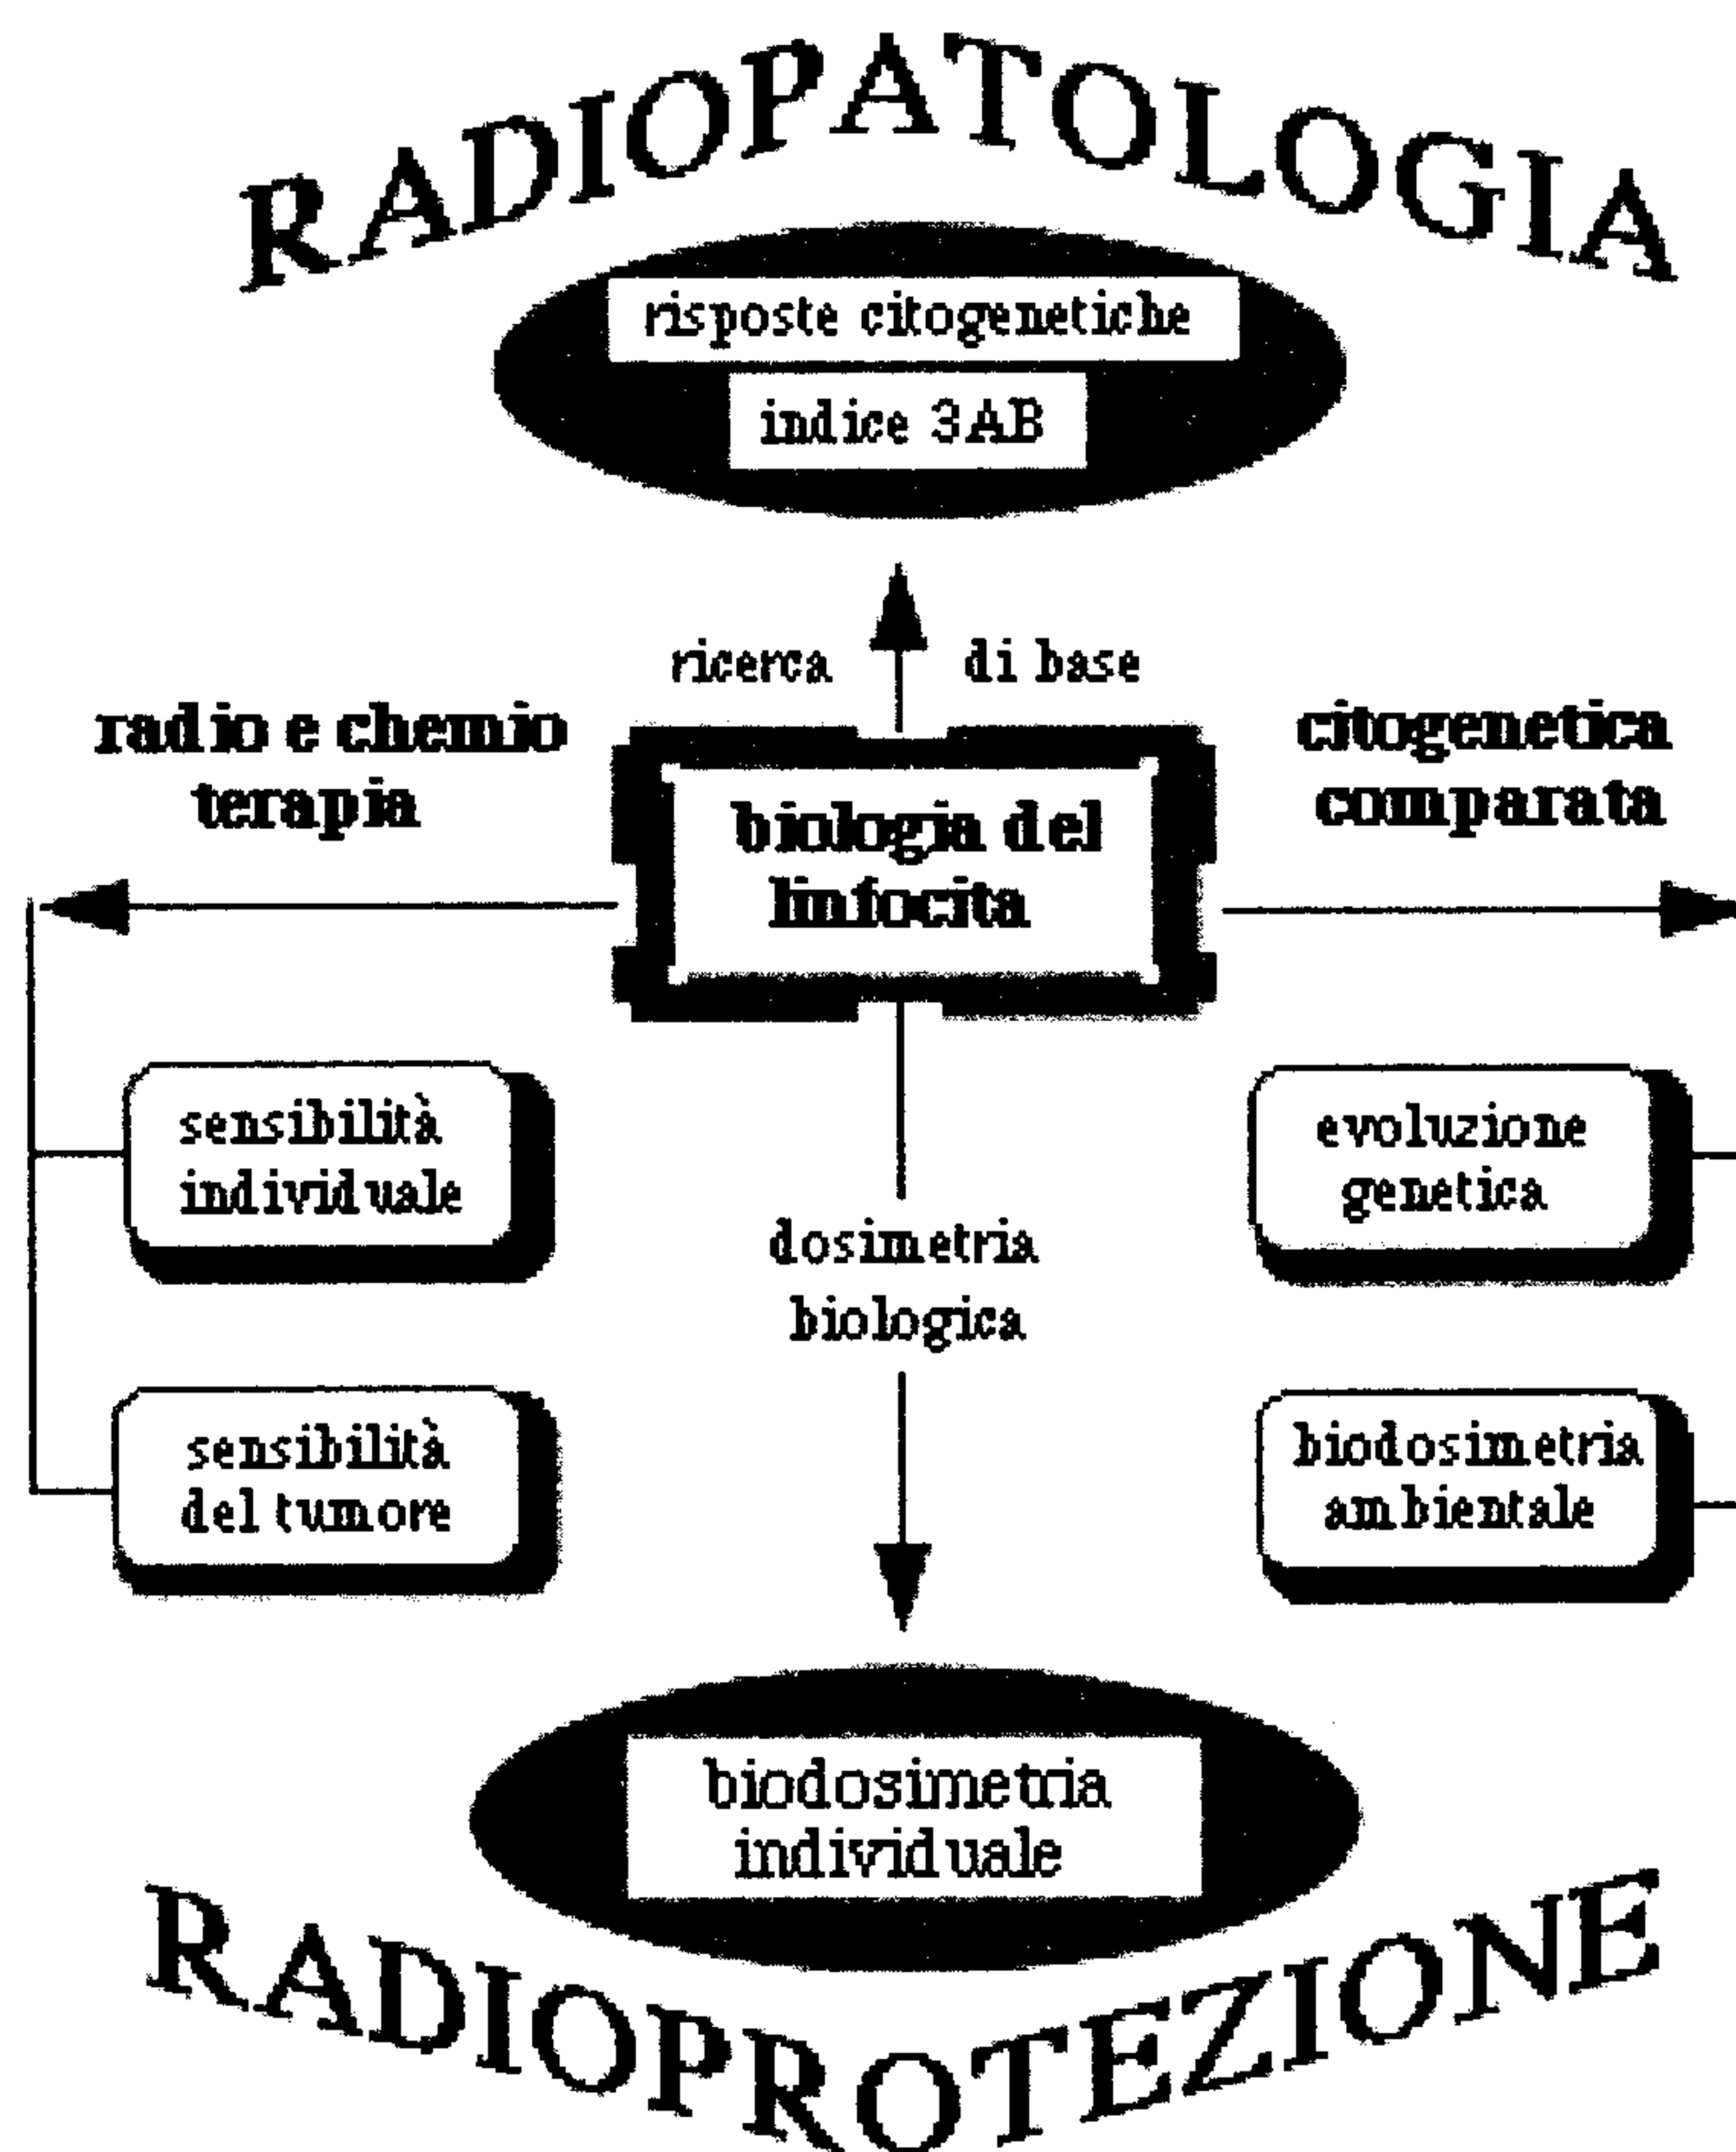 RADIOPATOLOGIA
risposte citogenetiche
indice 3AB
ricerca di base
radio e chemio
terapia
citogenetica
comparata
biologia del
linfocita
sensibilità
individuale
evoluzione
genetica
dosimetria
biologica
sensibilità
del tumore
biodosimetria
ambientale
biodosimetria
individuale
RADIOPROTEZIONE